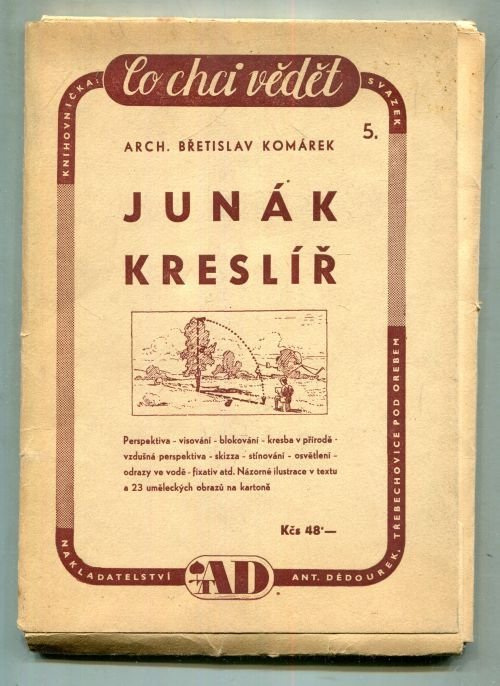 KNIHOVNIČKA:
Co chci vědět
SVAZEK
5.
ARCH. BŘETISLAV KOMÁREK
JUNÁK
KRESLÍŘ
Perspektiva - visování - blokování - kresba v přírodě -
vzdušná perspektiva - skizza - stínování - osvětlení -
odrazy ve vodě - fixativ atd. Názorné ilustrace v textu
a 23 uměleckých obrazů na kartoně
Kčs 48·—
NAKLADATELSTVÍ
AD
ANT. DĚDOUREK, TŘEBECHOVICE POD OREBEM